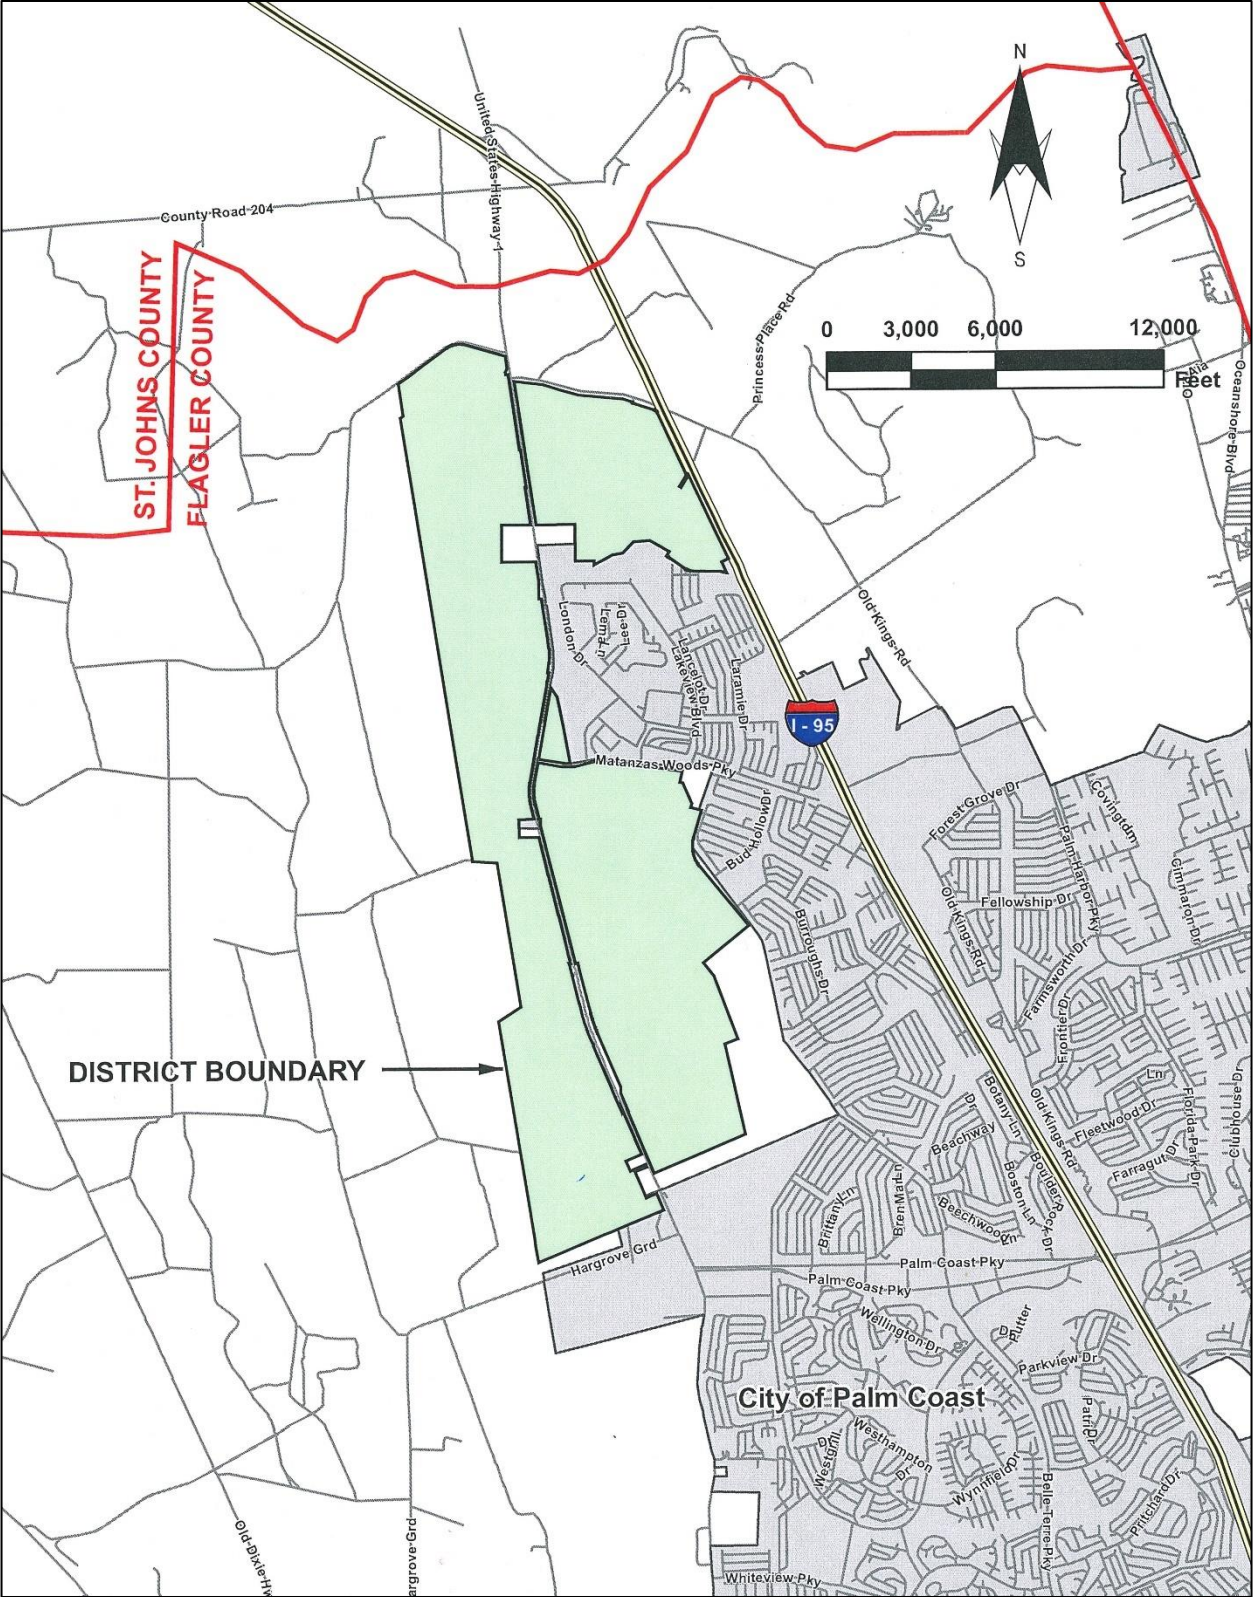 N
United States Highway 1
County Road 204
S
ST. JOHNS COUNTY
FLAGLER COUNTY
Princess Place Rd
0 3,000 6,000 12,000
Feet
Oceanshore Blvd
Old Kings Rd
London Dr
Lema Ln
Lee Dr
Lancelot Dr
Lakeview Blvd
Laramie Dr
I - 95
Matanzas Woods Pky
Bud Hollow Dr
Forest Grove Dr
Covington
Palm Harbor Pky
Cimmaron Dr
Fellowship Dr
Old Kings Rd
Burroughs Dr
Farmsworth Dr
Frontier Dr
DISTRICT BOUNDARY
Ln
Botany Ln
Old Kings Rd
Fleetwood Dr
Florida Park Dr
Clubhouse Dr
Dr
Beachway
Farragut Dr
Boulder Rock Dr
Boston Ln
Brittany Ln
Bren Mar Ln
Beechwood Ln
Hargrove Grd
Palm Coast Pky
Palm Coast Pky
Wellington Dr
Putter
Dr
Parkview Dr
City of Palm Coast
Patric Dr
Westgrill
Dr
Westhampton
Dr
Wynnfield Dr
Belle Terre Pky
Pritchard Dr
Old Dixie Hw
argrove Grd
Whiteview Pky